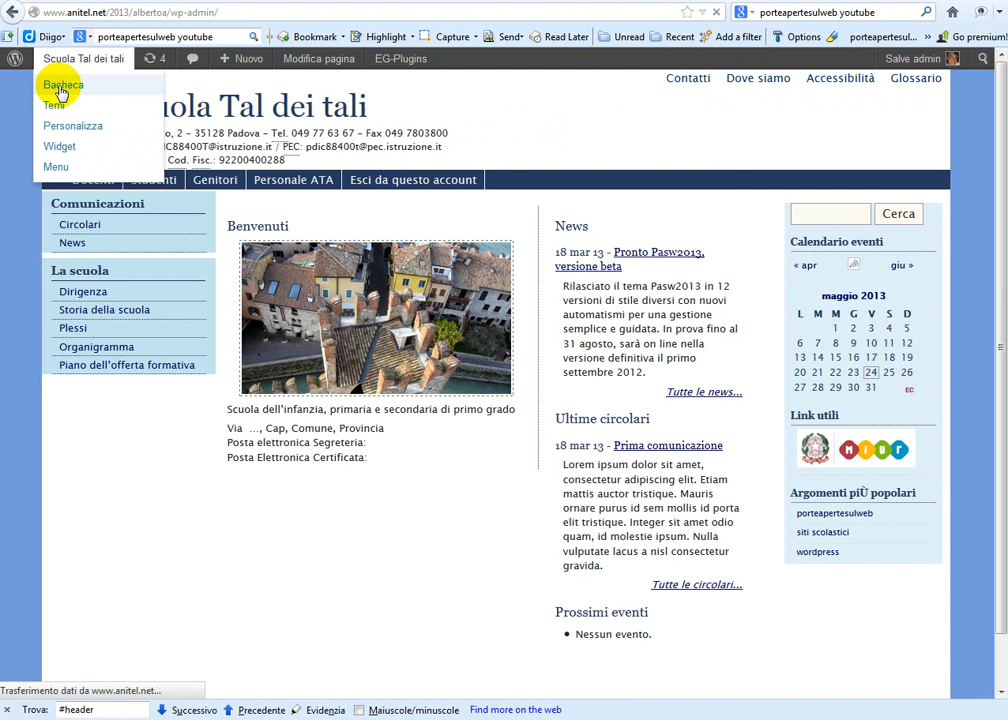 www.anitel.net/2013/albertoa/wp-admin/
porteapertesulweb youtube
Diigo
porteapertesulweb youtube
Bookmark
Highlight
Capture
Send
Read Later
Unread
Recent
Add a filter
Options
porteapertesul...
Go premium!
Scuola Tal dei tali
4
Nuovo
Modifica pagina
EG-Plugins
Salve admin
Bacheca
Temi
Personalizza
Widget
Menu
Contatti
Dove siamo
Accessibilità
Glossario
uola Tal dei tali
o, 2 – 35128 Padova – Tel. 049 77 63 67 – Fax 049 7803800
IC88400T@istruzione.it / PEC: pdic88400t@pec.istruzione.it
Cod. Fisc.: 92200400288
Genitori
Personale ATA
Esci da questo account
Comunicazioni
Circolari
News
La scuola
Dirigenza
Storia della scuola
Plessi
Organigramma
Piano dell’offerta formativa
Benvenuti
Scuola dell’infanzia, primaria e secondaria di primo grado
Via …, Cap, Comune, Provincia
Posta elettronica Segreteria:
Posta Elettronica Certificata:
News
18 mar 13 - Pronto Pasw2013,
versione beta
Rilasciato il tema Pasw2013 in 12
versioni di stile diversi con nuovi
automatismi per una gestione
semplice e guidata. In prova fino al
31 agosto, sarà on line nella
versione definitiva il primo
settembre 2012.
Tutte le news...
Ultime circolari
18 mar 13 - Prima comunicazione
Lorem ipsum dolor sit amet,
consectetur adipiscing elit. Etiam
mattis auctor tristique. Mauris
ornare purus id sem mollis id porta
elit tristique. Integer sit amet odio
quam, id molestie ipsum. Nulla
vulputate lacus a nisl consectetur
gravida.
Tutte le circolari...
Prossimi eventi
Nessun evento.
Cerca
Calendario eventi
« apr
giu »
maggio 2013
L M M G V S D
1 2 3 4 5
6 7 8 9 10 11 12
13 14 15 16 17 18 19
20 21 22 23 24 25 26
27 28 29 30 31
EC
Link utili
MIUR
Argomenti piÙ popolari
porteapertesulweb
siti scolastici
wordpress
Trasferimento dati da www.anitel.net...
Trova:
#header
Successivo
Precedente
Evidenzia
Maiuscole/minuscole
Find more on the web